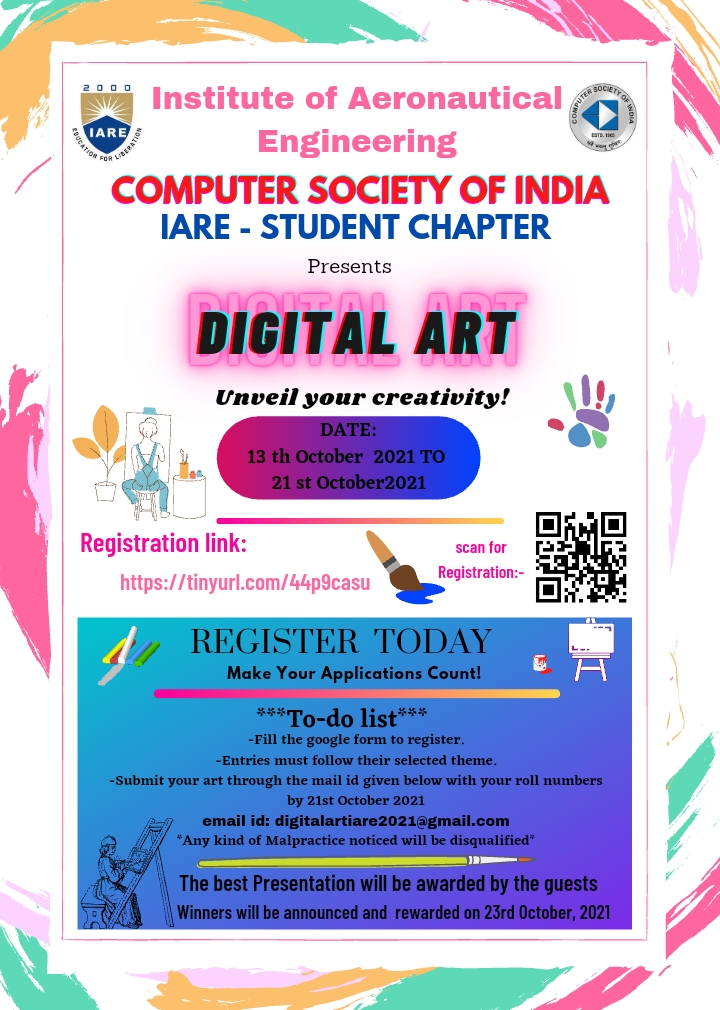 2000
IARE
EDUCATION FOR LIBERATION
Institute of Aeronautical
Engineering
COMPUTER SOCIETY OF INDIA
ESTD. 1965
COMPUTER SOCIETY OF INDIA
IARE - STUDENT CHAPTER
Presents
DIGITAL ART
DIGITAL ART
Unveil your creativity!
DATE:
13 th October 2021 TO
21 st October2021
Registration link:
https://tinyurl.com/44p9casu
scan for
Registration:-
REGISTER TODAY
Make Your Applications Count!
***To-do list***
-Fill the google form to register.
-Entries must follow their selected theme.
-Submit your art through the mail id given below with your roll numbers
by 21st October 2021
email id: digitalartiare2021@gmail.com
*Any kind of Malpractice noticed will be disqualified*
The best Presentation will be awarded by the guests
Winners will be announced and rewarded on 23rd October, 2021